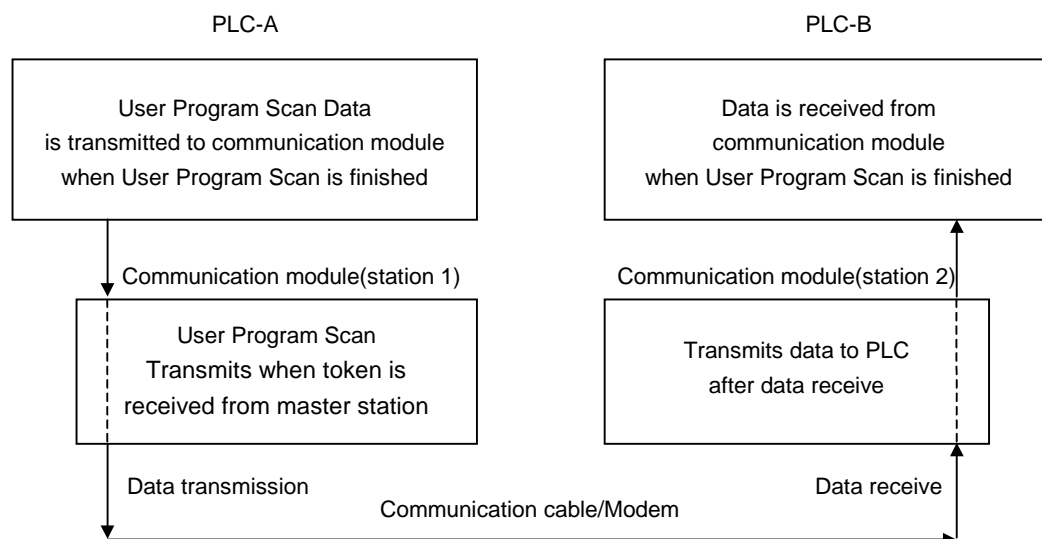 PLC-A
User Program Scan Data
is transmitted to communication module
when User Program Scan is finished
Communication module(station 1)
User Program Scan
Transmits when token is
received from master station
Data transmission
Communication cable/Modem
PLC-B
Data is received from
communication module
when User Program Scan is finished
Communication module(station 2)
Transmits data to PLC
after data receive
Data receive